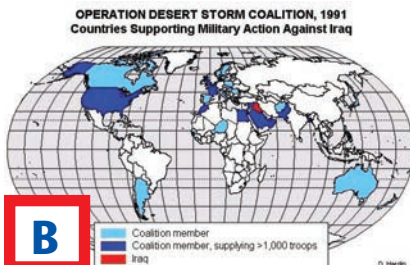 OPERATION DESERT STORM COALITION, 1991
Countries Supporting Military Action Against Iraq
B
Coalition member
Coalition member, supplying >1,000 troops
Iraq
D. Hardin